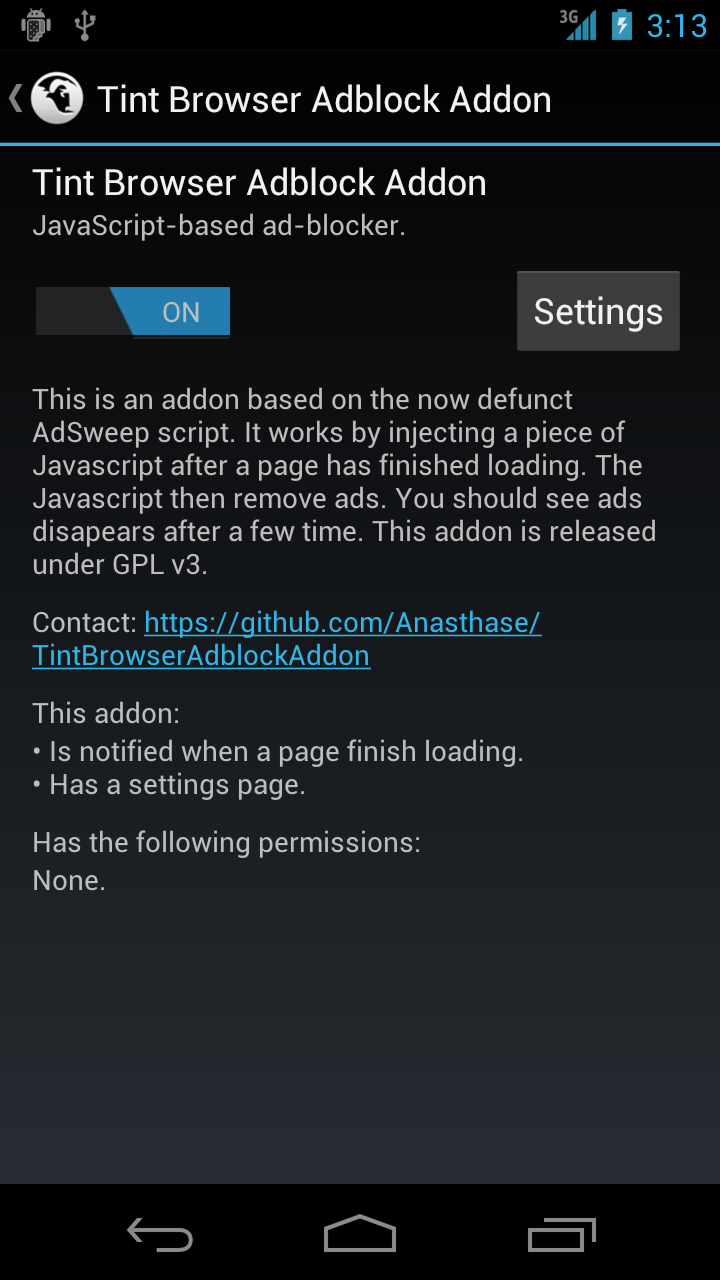 3G 3:13
Tint Browser Adblock Addon
Tint Browser Adblock Addon
JavaScript-based ad-blocker.
ON
Settings
This is an addon based on the now defunct
AdSweep script. It works by injecting a piece of
Javascript after a page has finished loading. The
Javascript then remove ads. You should see ads
disapears after a few time. This addon is released
under GPL v3.
Contact: https://github.com/Anasthase/
TintBrowserAdblockAddon
This addon:
• Is notified when a page finish loading.
• Has a settings page.
Has the following permissions:
None.